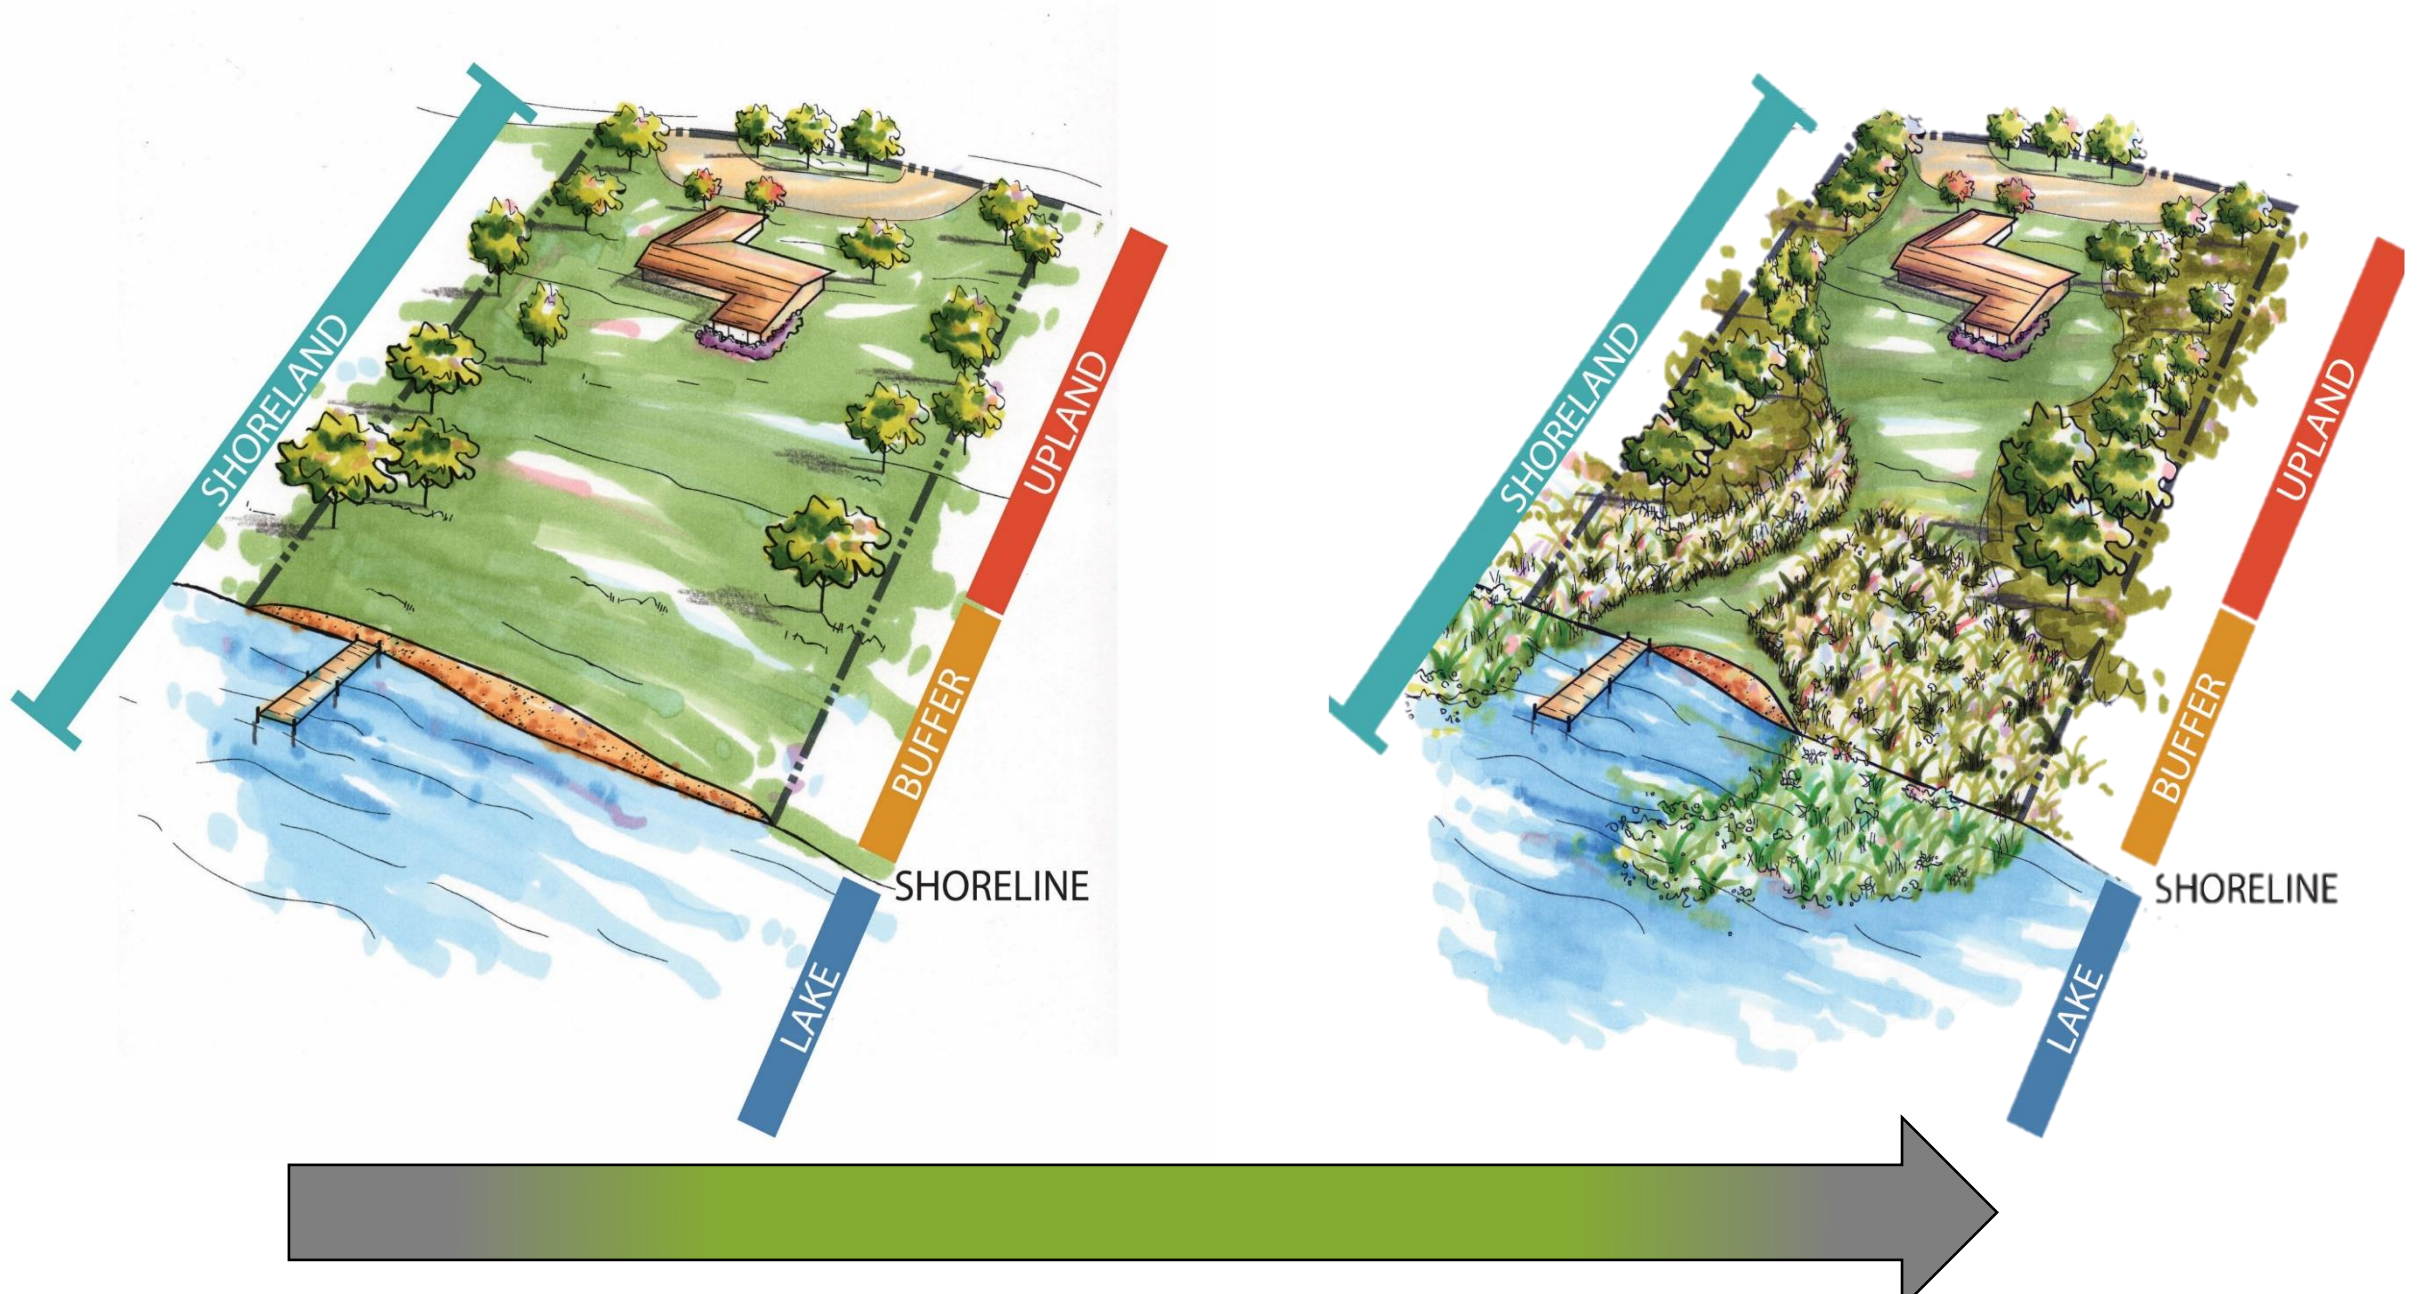 SHORELAND
UPLAND
BUFFER
SHORELINE
LAKE
SHORELAND
UPLAND
BUFFER
SHORELINE
LAKE